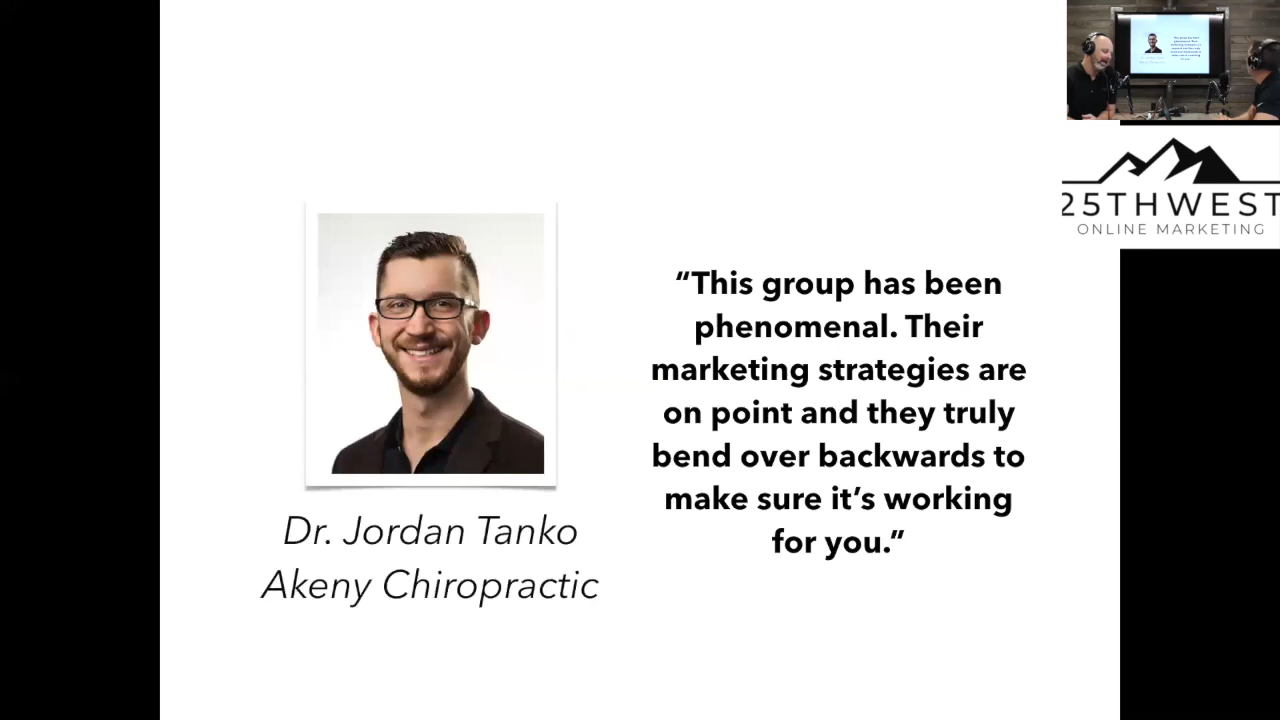 25THWEST
ONLINE MARKETING
“This group has been
phenomenal. Their
marketing strategies are
on point and they truly
bend over backwards to
make sure it’s working
for you.”
Dr. Jordan Tanko
Akeny Chiropractic